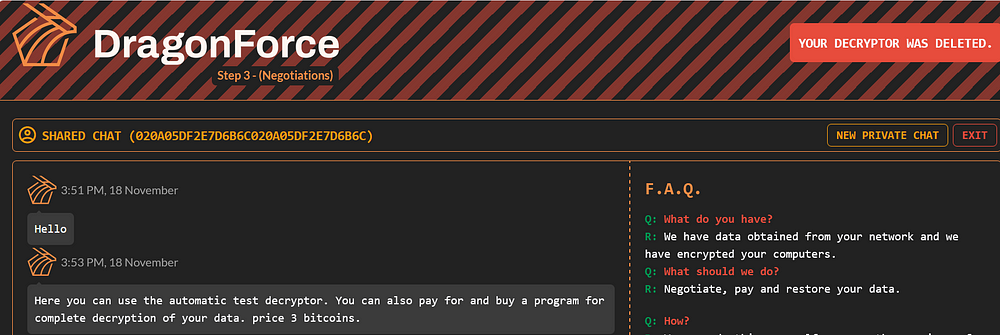 DragonForce
Step 3 - (Negotiations)
YOUR DECRYPTOR WAS DELETED.
SHARED CHAT (020A05DF2E7D6B6C020A05DF2E7D6B6C)
NEW PRIVATE CHAT
EXIT
3:51 PM, 18 November
Hello
3:53 PM, 18 November
Here you can use the automatic test decryptor. You can also pay for and buy a program for
complete decryption of your data. price 3 bitcoins.
F.A.Q.
Q: What do you have?
R: We have data obtained from your network and we
have encrypted your computers.
Q: What should we do?
R: Negotiate, pay and restore your data.
Q: How?